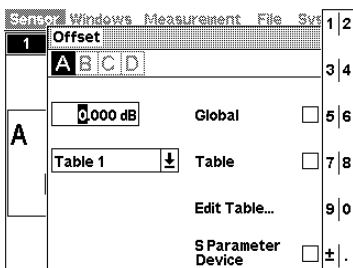 Sensor Windows Measurement File Sys
1 Offset
A B C D
0.000 dB Global
A
Table 1 Table
Edit Table...
S Parameter
Device
1 2
3 4
5 6
7 8
9 0
± .